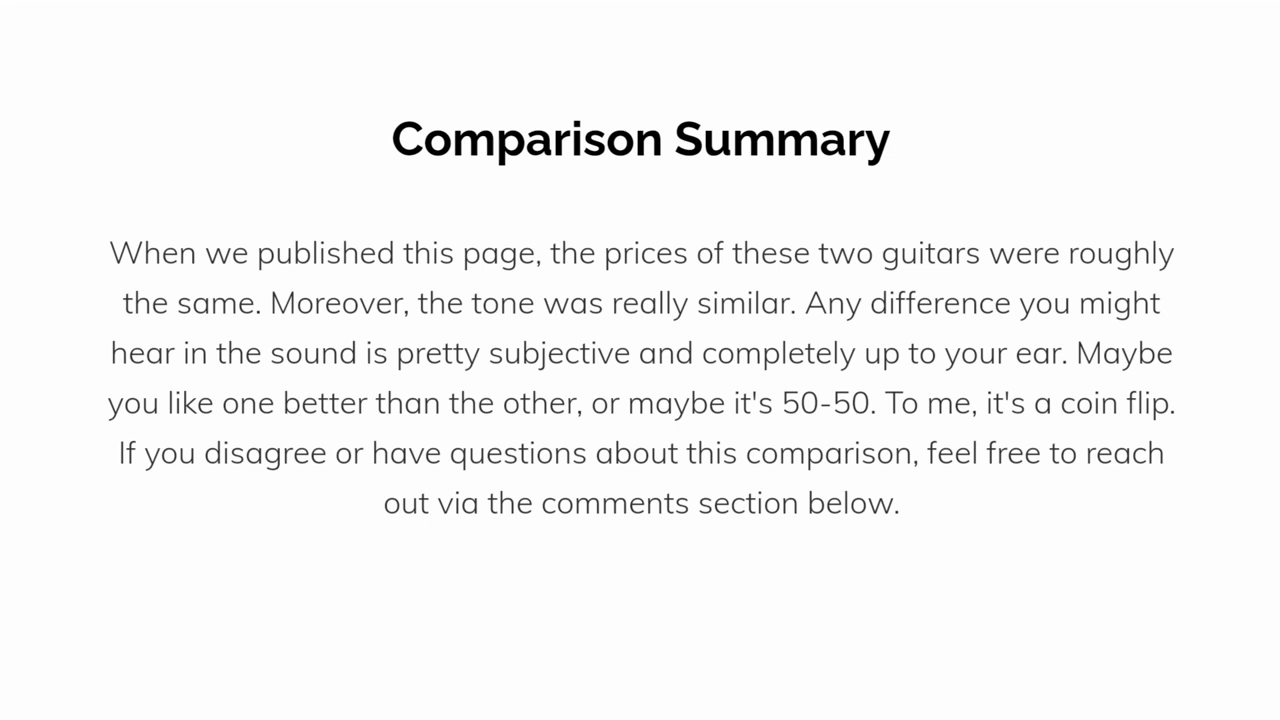 Comparison Summary
When we published this page, the prices of these two guitars were roughly
the same. Moreover, the tone was really similar. Any difference you might
hear in the sound is pretty subjective and completely up to your ear. Maybe
you like one better than the other, or maybe it's 50-50. To me, it's a coin flip.
If you disagree or have questions about this comparison, feel free to reach
out via the comments section below.